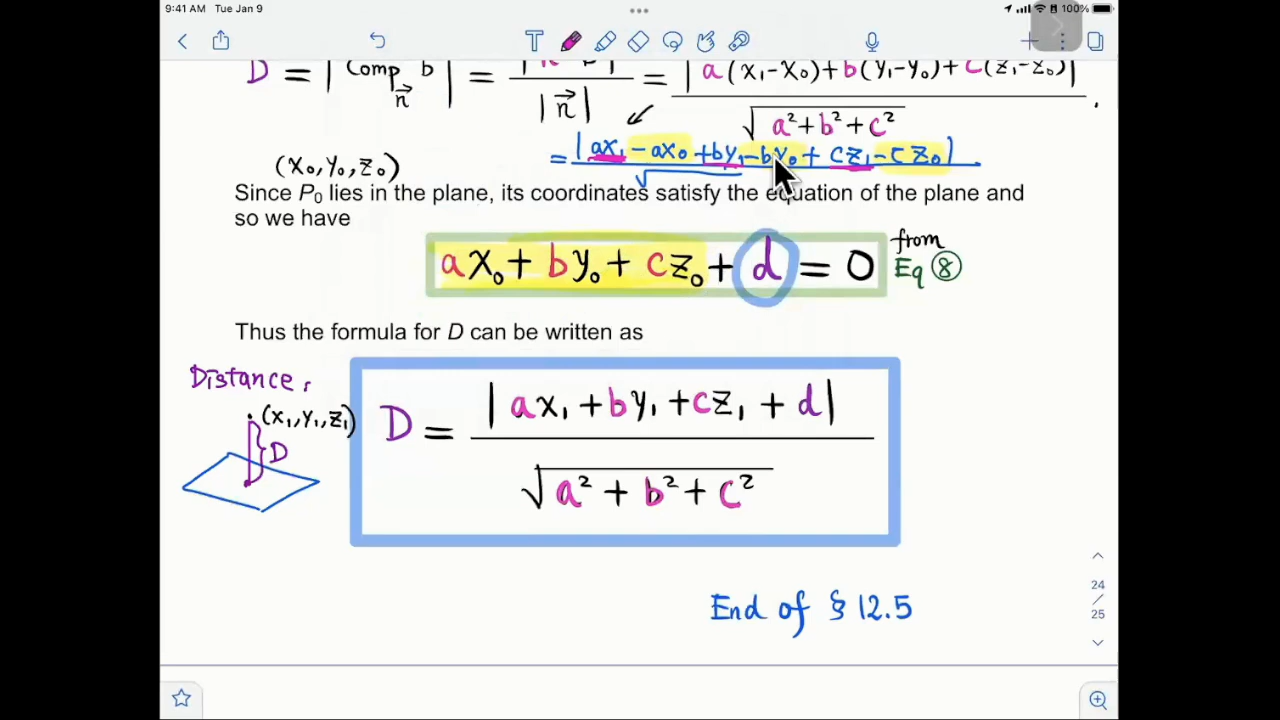 9:41 AM Tue Jan 9
100%
D = | Comp_n⃗ b | = / |n⃗| = |a(x₁-x₀)+b(y₁-y₀)+c(z₁-z₀)| / √a²+b²+c² .
= |ax₁ - ax₀ + by₁ - by₀ + cz₁ - cz₀| / √
(x₀,y₀,z₀)
Since P₀ lies in the plane, its coordinates satisfy the equation of the plane and
so we have
ax₀ + by₀ + cz₀ + d = 0 from Eq ⑧
Thus the formula for D can be written as
Distance,
(x₁,y₁,z₁)
D
D = |ax₁ + by₁ + cz₁ + d| / √a² + b² + c²
End of § 12.5
24
/
25